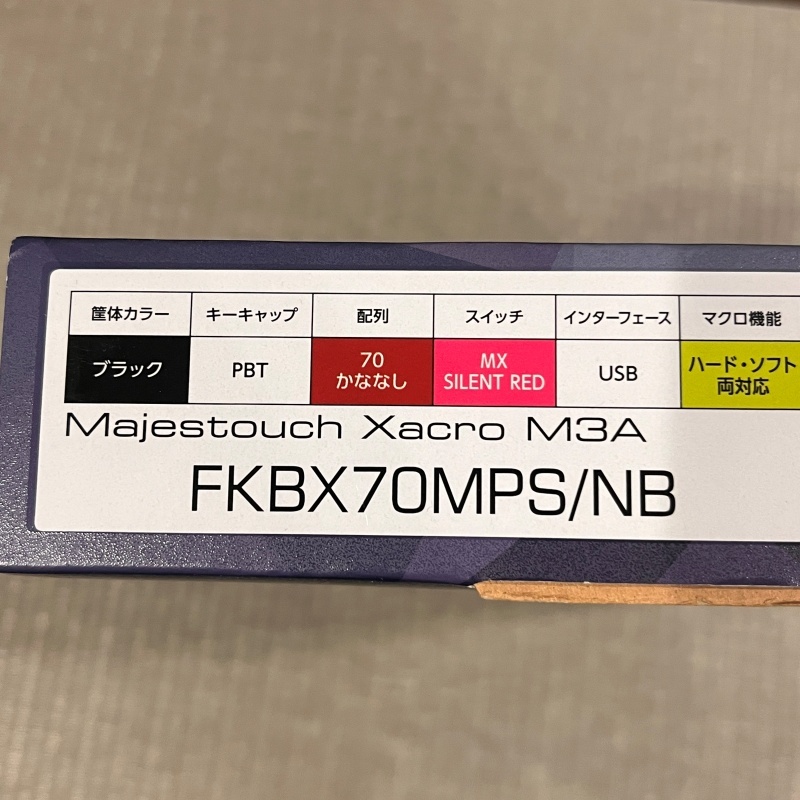 筐体カラー キーキャップ 配列 スイッチ インターフェース マクロ機能
ブラック PBT 70 かななし MX SILENT RED USB ハード・ソフト 両対応
Majestouch Xacro M3A
FKBX70MPS/NB